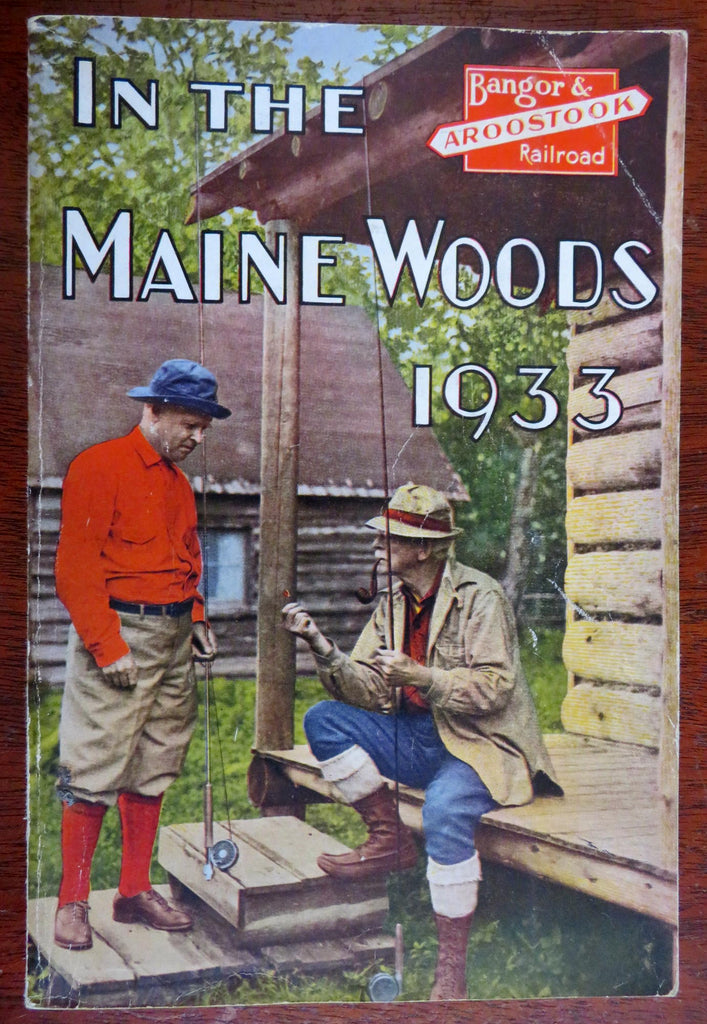 IN THE
Bangor &
AROOSTOOK
Railroad
MAINE WOODS
1933